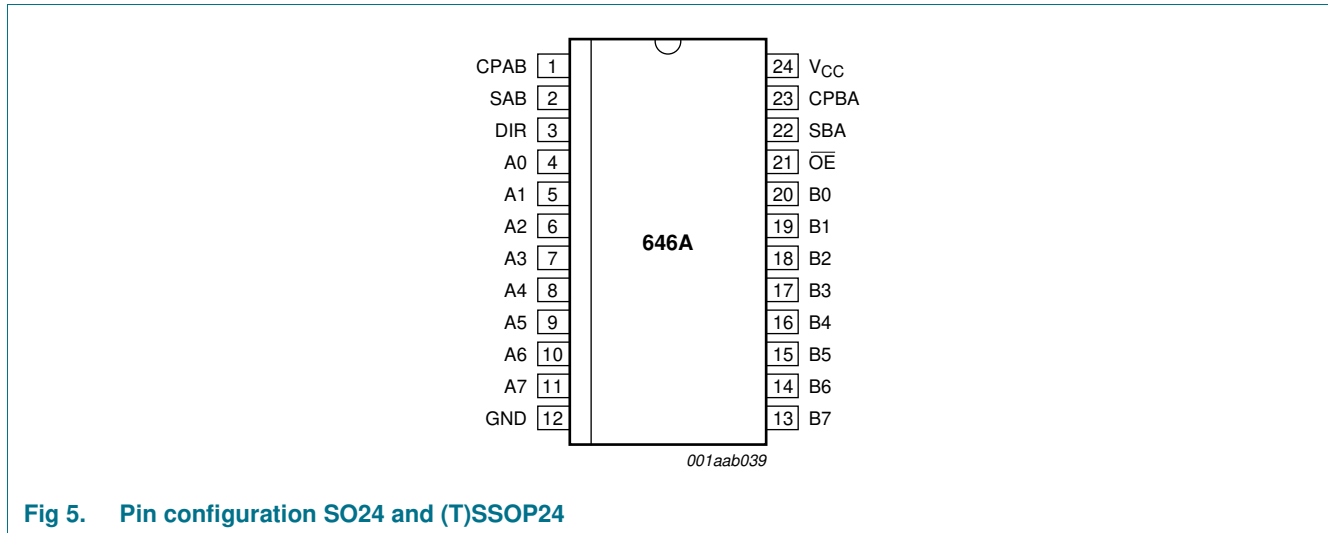 CPAB 1 24 VCC
SAB 2 23 CPBA
DIR 3 22 SBA
A0 4 21 O̅E̅
A1 5 20 B0
A2 6 19 B1
A3 7 18 B2
646A
A4 8 17 B3
A5 9 16 B4
A6 10 15 B5
A7 11 14 B6
GND 12 13 B7
001aab039
Fig 5. Pin configuration SO24 and (T)SSOP24